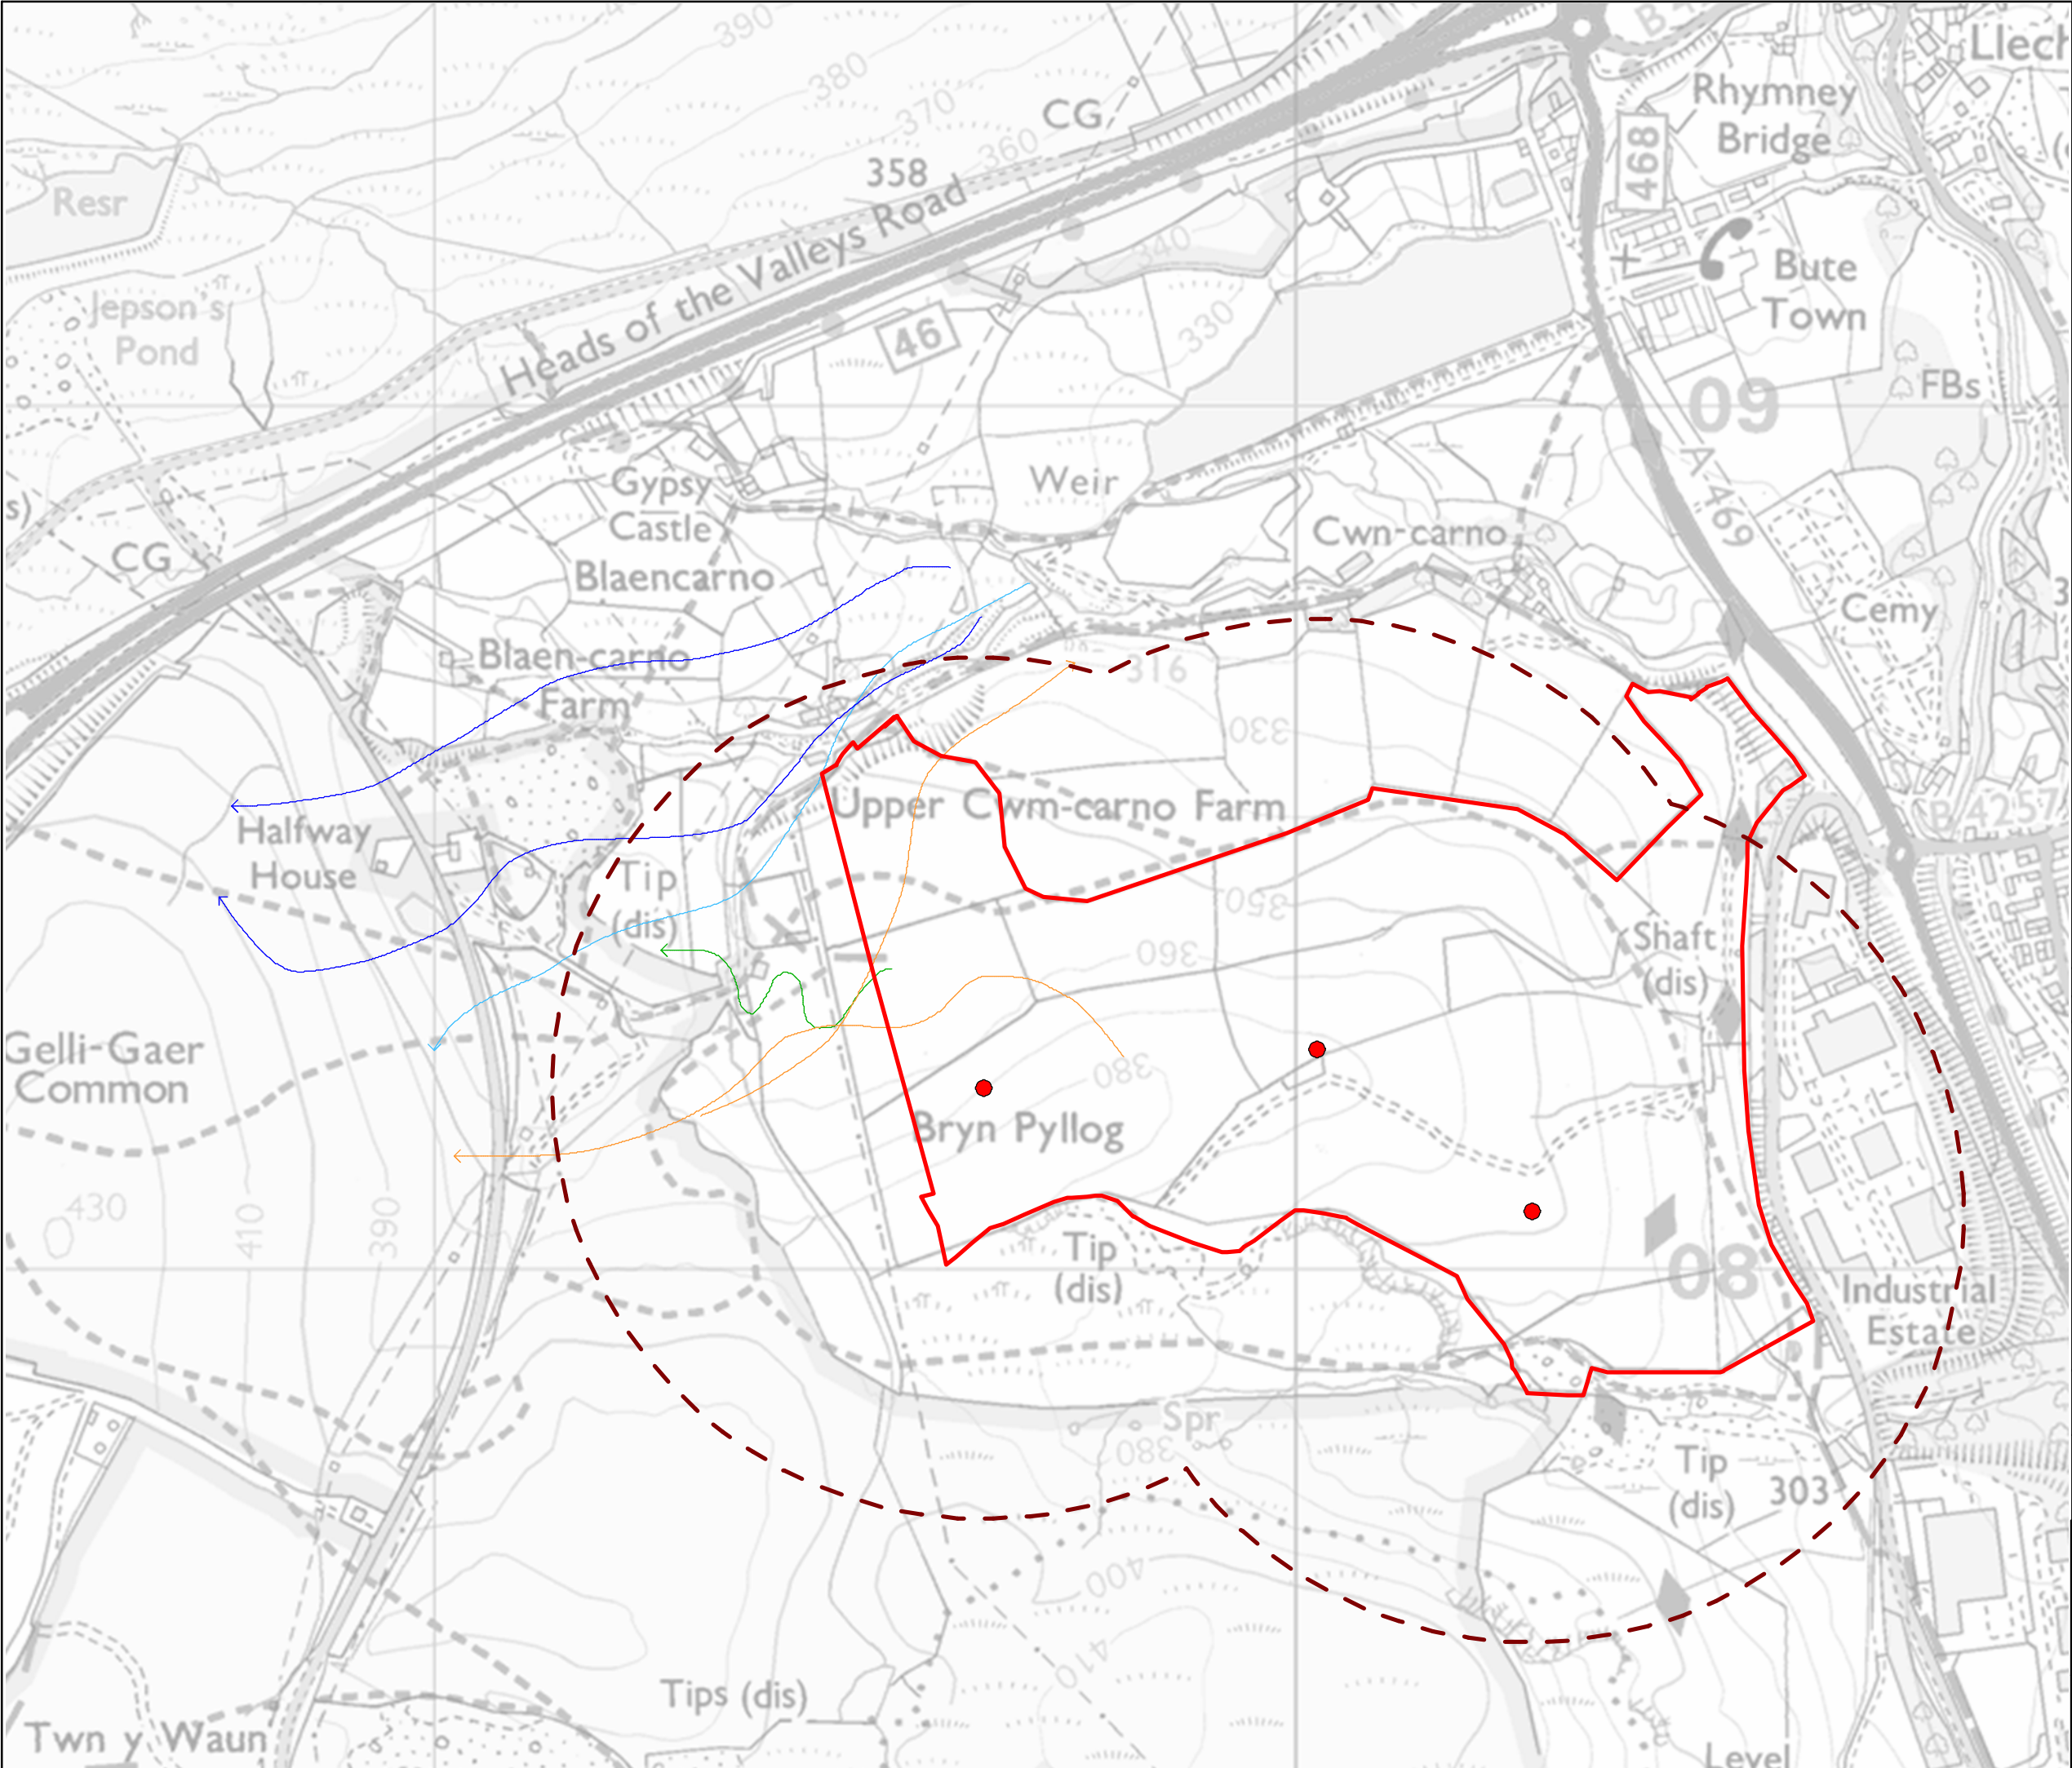 390
380
370
360
CG
358
Heads of the Valleys Road
46
340
330
Resr
Jepson's
Pond
Llech
Rhymney
Bridge
468
Bute
Town
09
FBs
A 469
Cemy
Weir
Cwn-carno
Gypsy
Castle
Blaencarno
CG
s)
Blaen-carno
Farm
316
330
Upper Cwm-carno Farm
Halfway
House
Tip
(dis)
350
360
Shaft
(dis)
Gelli-Gaer
Common
380
Bryn Pyllog
430
410
390
Tip
(dis)
08
Industrial
Estate
Spr
380
Tip
(dis)
303
400
410
Tips (dis)
Twn y Waun
Level